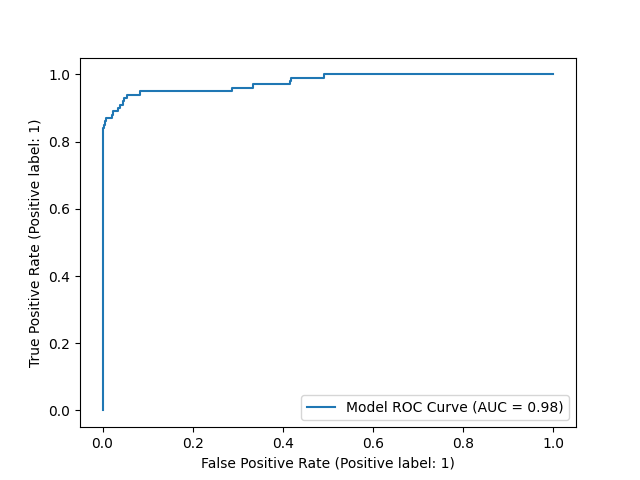 True Positive Rate (Positive label: 1)
1.0
0.8
0.6
0.4
0.2
0.0
Model ROC Curve (AUC = 0.98)
0.0 0.2 0.4 0.6 0.8 1.0
False Positive Rate (Positive label: 1)